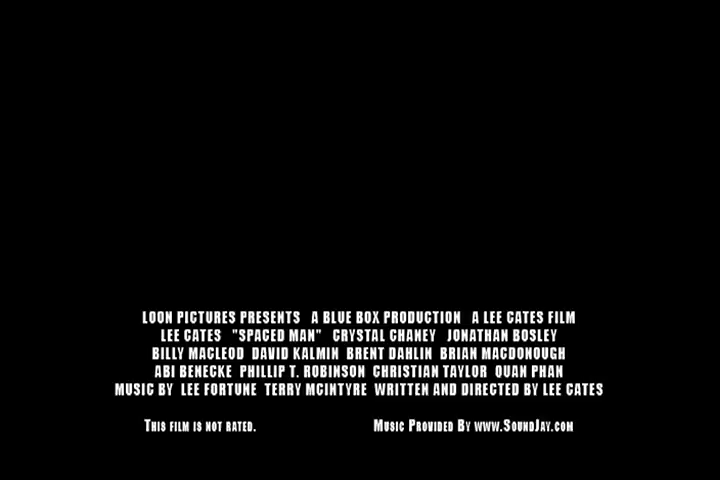 LOON PICTURES PRESENTS A BLUE BOX PRODUCTION A LEE CATES FILM
LEE CATES "SPACED MAN" CRYSTAL CHANEY JONATHAN BOSLEY
BILLY MACLEOD DAVID KALMIN BRENT DAHLIN BRIAN MACDONOUGH
ABI BENECKE PHILLIP T. ROBINSON CHRISTIAN TAYLOR QUAN PHAN
MUSIC BY LEE FORTUNE TERRY MCINTYRE WRITTEN AND DIRECTED BY LEE CATES
THIS FILM IS NOT RATED. MUSIC PROVIDED BY WWW.SOUNDJAY.COM